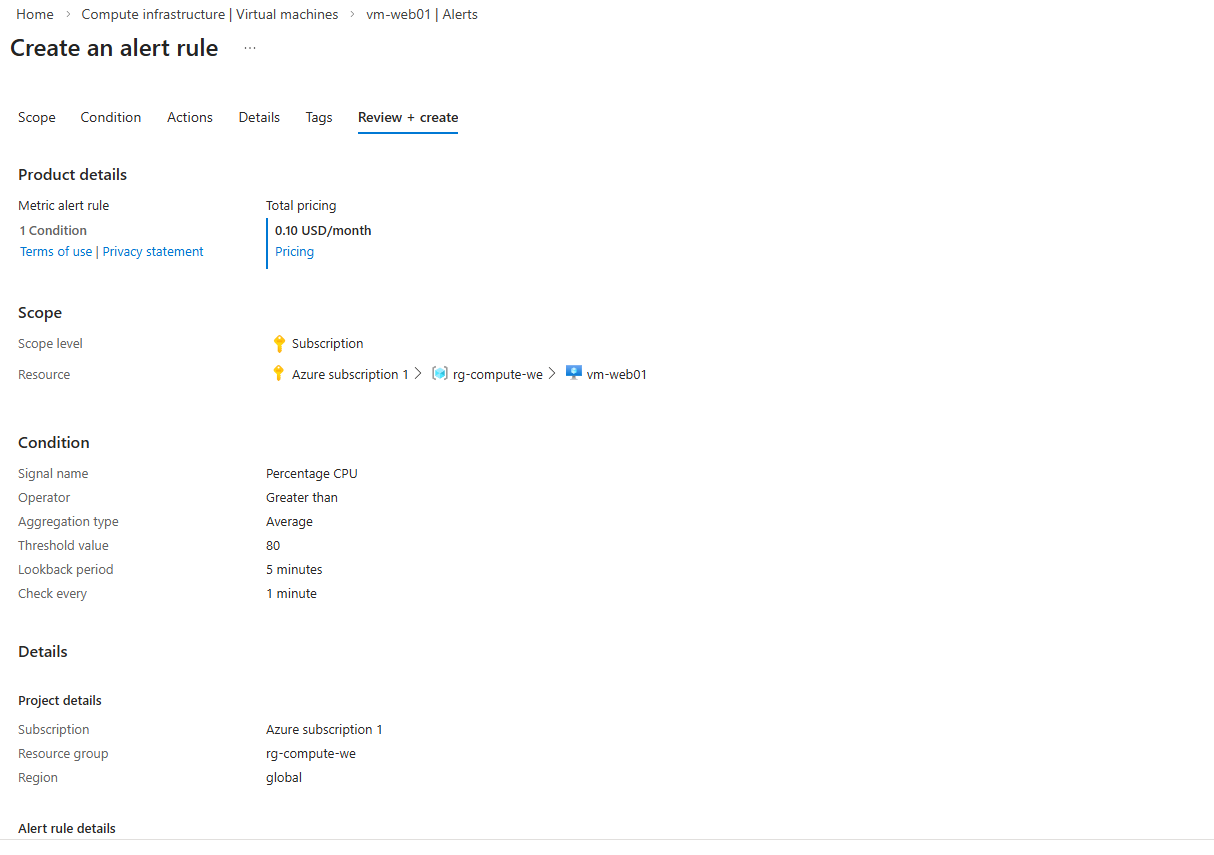 Home > Compute infrastructure | Virtual machines > vm-web01 | Alerts
Create an alert rule ...
Scope Condition Actions Details Tags Review + create
Product details
Metric alert rule Total pricing
1 Condition 0.10 USD/month
Terms of use | Privacy statement Pricing
Scope
Scope level Subscription
Resource Azure subscription 1 > rg-compute-we > vm-web01
Condition
Signal name Percentage CPU
Operator Greater than
Aggregation type Average
Threshold value 80
Lookback period 5 minutes
Check every 1 minute
Details
Project details
Subscription Azure subscription 1
Resource group rg-compute-we
Region global
Alert rule details